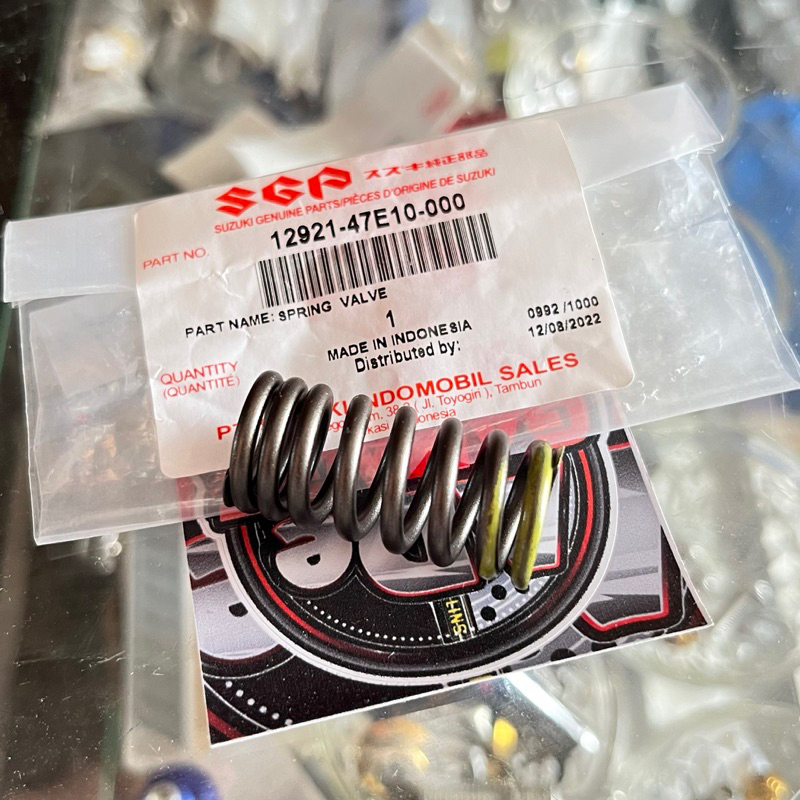 SGP スズキ純正部品
SUZUKI GENUINE PARTS/PIÈCES D'ORIGINE DE SUZUKI
PART NO. 12921-47E10-000
PART NAME: SPRING VALVE
1
0992 /1000
MADE IN INDONESIA
12/08/2022
Distributed by:
QUANTITY
(QUANTITÉ)
INDOMOBIL SALES
( Jl. Toyogiri ), Tambun